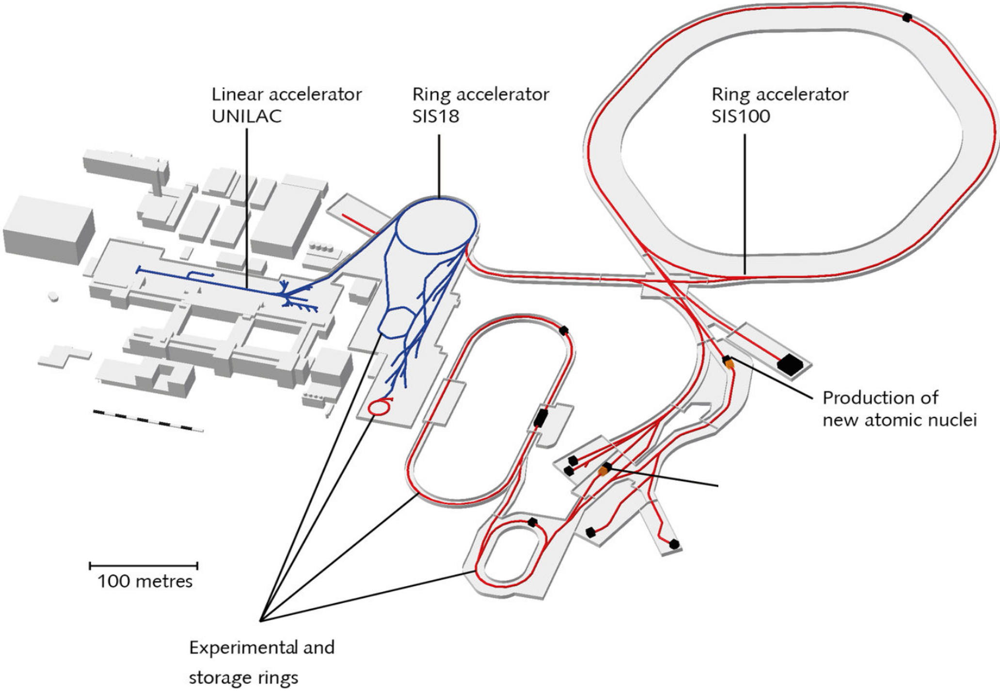 Linear accelerator
UNILAC
Ring accelerator
SIS18
Ring accelerator
SIS100
Production of
new atomic nuclei
100 metres
Experimental and
storage rings